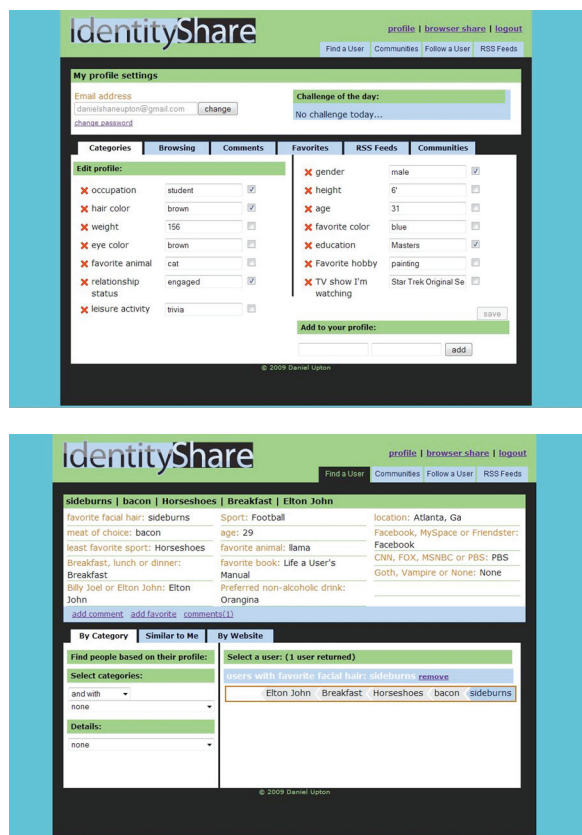 IdentityShare
profile | browser share | logout
Find a User Communities Follow a User RSS Feeds
My profile settings
Email address
danielshaneupton@gmail.com change
change password
Challenge of the day:
No challenge today...
Categories Browsing Comments Favorites RSS Feeds Communities
Edit profile:
occupation student
hair color brown
weight 156
eye color brown
favorite animal cat
relationship status engaged
leisure activity trivia
gender male
height 6'
age 31
favorite color blue
education Masters
Favorite hobby painting
TV show I'm watching Star Trek Original Se
save
Add to your profile:
add
© 2009 Daniel Upton
IdentityShare
profile | browser share | logout
Find a User Communities Follow a User RSS Feeds
sideburns | bacon | Horseshoes | Breakfast | Elton John
favorite facial hair: sideburns
meat of choice: bacon
least favorite sport: Horseshoes
Breakfast, lunch or dinner:
Breakfast
Billy Joel or Elton John: Elton
John
Sport: Football
age: 29
favorite animal: llama
favorite book: Life a User's
Manual
Preferred non-alcoholic drink:
Orangina
location: Atlanta, Ga
Facebook, MySpace or Friendster:
Facebook
CNN, FOX, MSNBC or PBS: PBS
Goth, Vampire or None: None
add comment add favorite comments(1)
By Category Similar to Me By Website
Find people based on their profile:
Select categories:
and with
none
Details:
none
Select a user: (1 user returned)
users with favorite facial hair: sideburns remove
Elton John Breakfast Horseshoes bacon sideburns
© 2009 Daniel Upton